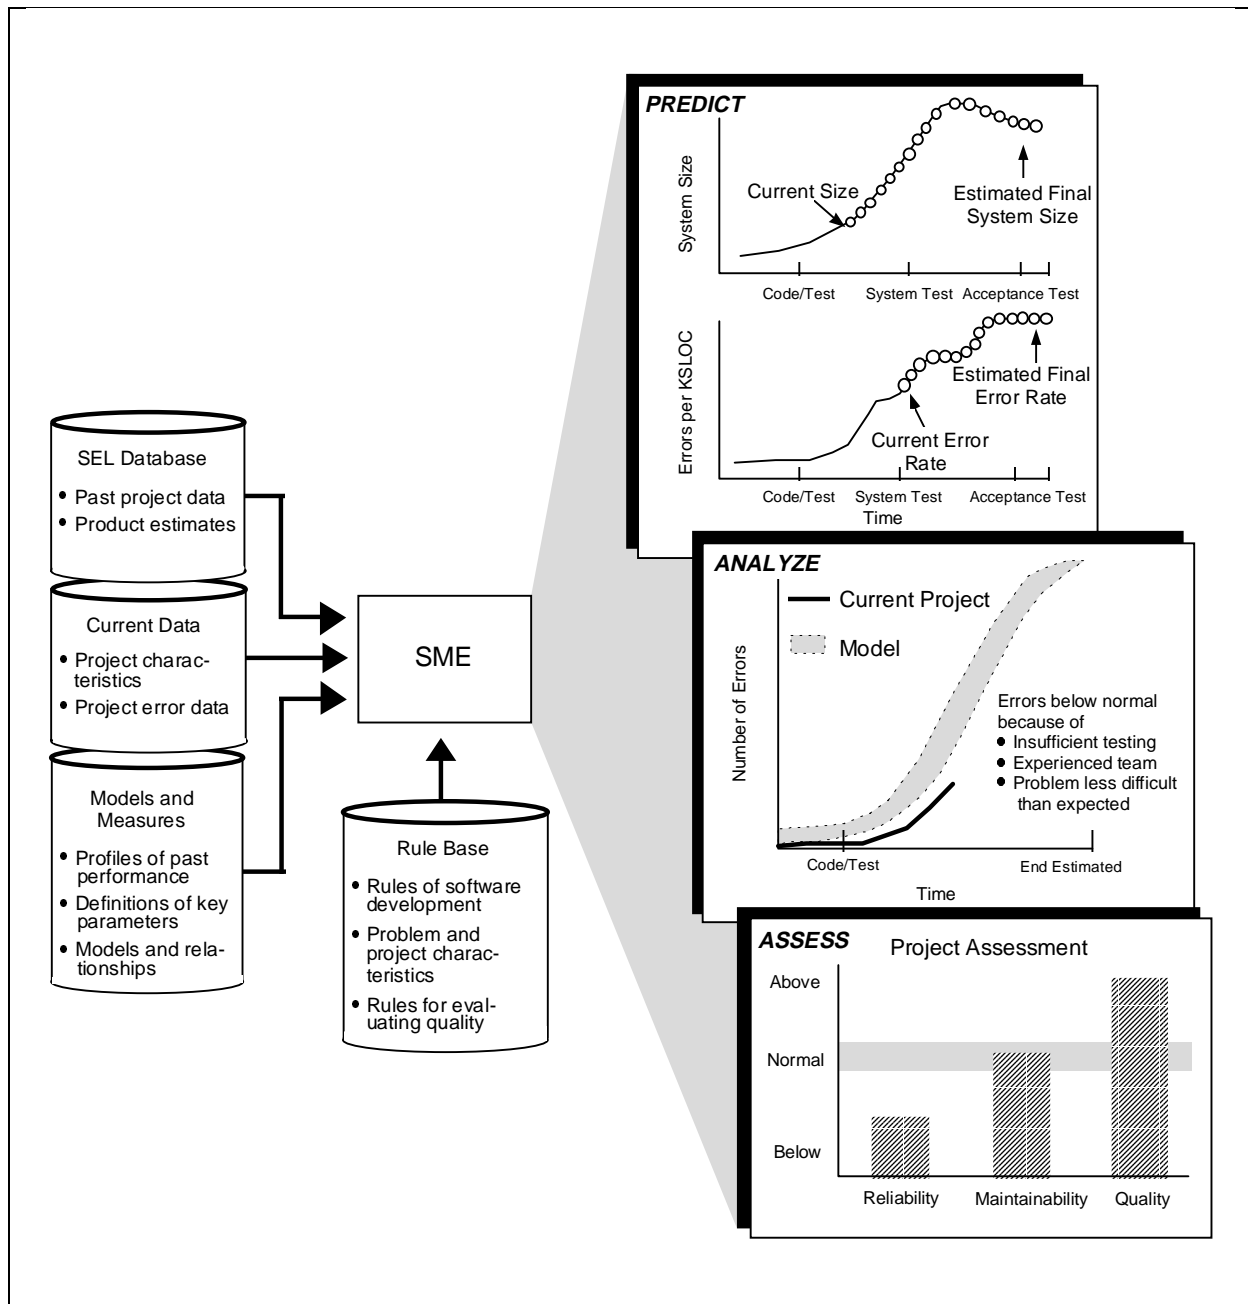 PREDICT
System Size
Current Size
Estimated Final
System Size
Code/Test
System Test
Acceptance Test
Errors per KSLOC
Estimated Final
Error Rate
Current Error
Rate
Code/Test
System Test
Acceptance Test
Time
SEL Database
• Past project data
• Product estimates
Current Data
• Project charac-
teristics
• Project error data
Models and
Measures
• Profiles of past
performance
• Definitions of key
parameters
• Models and rela-
tionships
SME
Rule Base
• Rules of software
development
• Problem and
project charac-
teristics
• Rules for eval-
uating quality
ANALYZE
Number of Errors
Current Project
Model
Errors below normal
because of
• Insufficient testing
• Experienced team
• Problem less difficult
than expected
Code/Test
End Estimated
Time
ASSESS
Project Assessment
Above
Normal
Below
Reliability
Maintainability
Quality